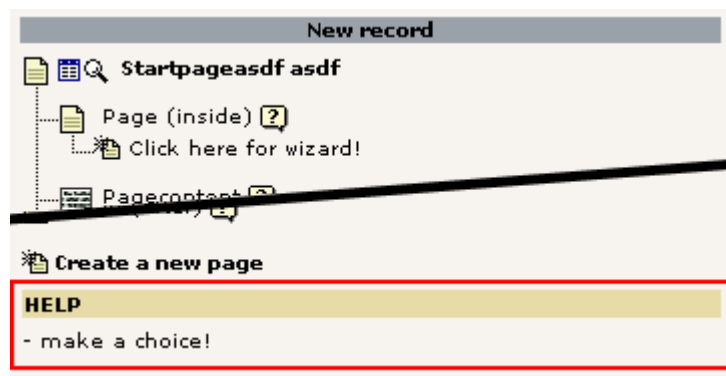 New record
Startpageasdf asdf
Page (inside) ?
Click here for wizard!
Pagecontent ?
?
Create a new page
HELP
- make a choice!